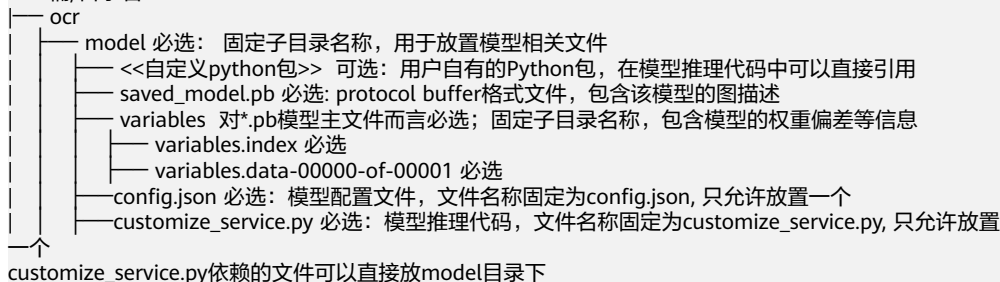 |── ocr
| ├── model 必选： 固定子目录名称，用于放置模型相关文件
| | ├── <<自定义python包>> 可选：用户自有的Python包，在模型推理代码中可以直接引用
| | ├── saved_model.pb 必选: protocol buffer格式文件，包含该模型的图描述
| | ├── variables 对*.pb模型主文件而言必选；固定子目录名称，包含模型的权重偏差等信息
| | | ├── variables.index 必选
| | | ├── variables.data-00000-of-00001 必选
| | ├──config.json 必选：模型配置文件，文件名称固定为config.json, 只允许放置一个
| | ├──customize_service.py 必选：模型推理代码，文件名称固定为customize_service.py, 只允许放置
一个
customize_service.py依赖的文件可以直接放model目录下